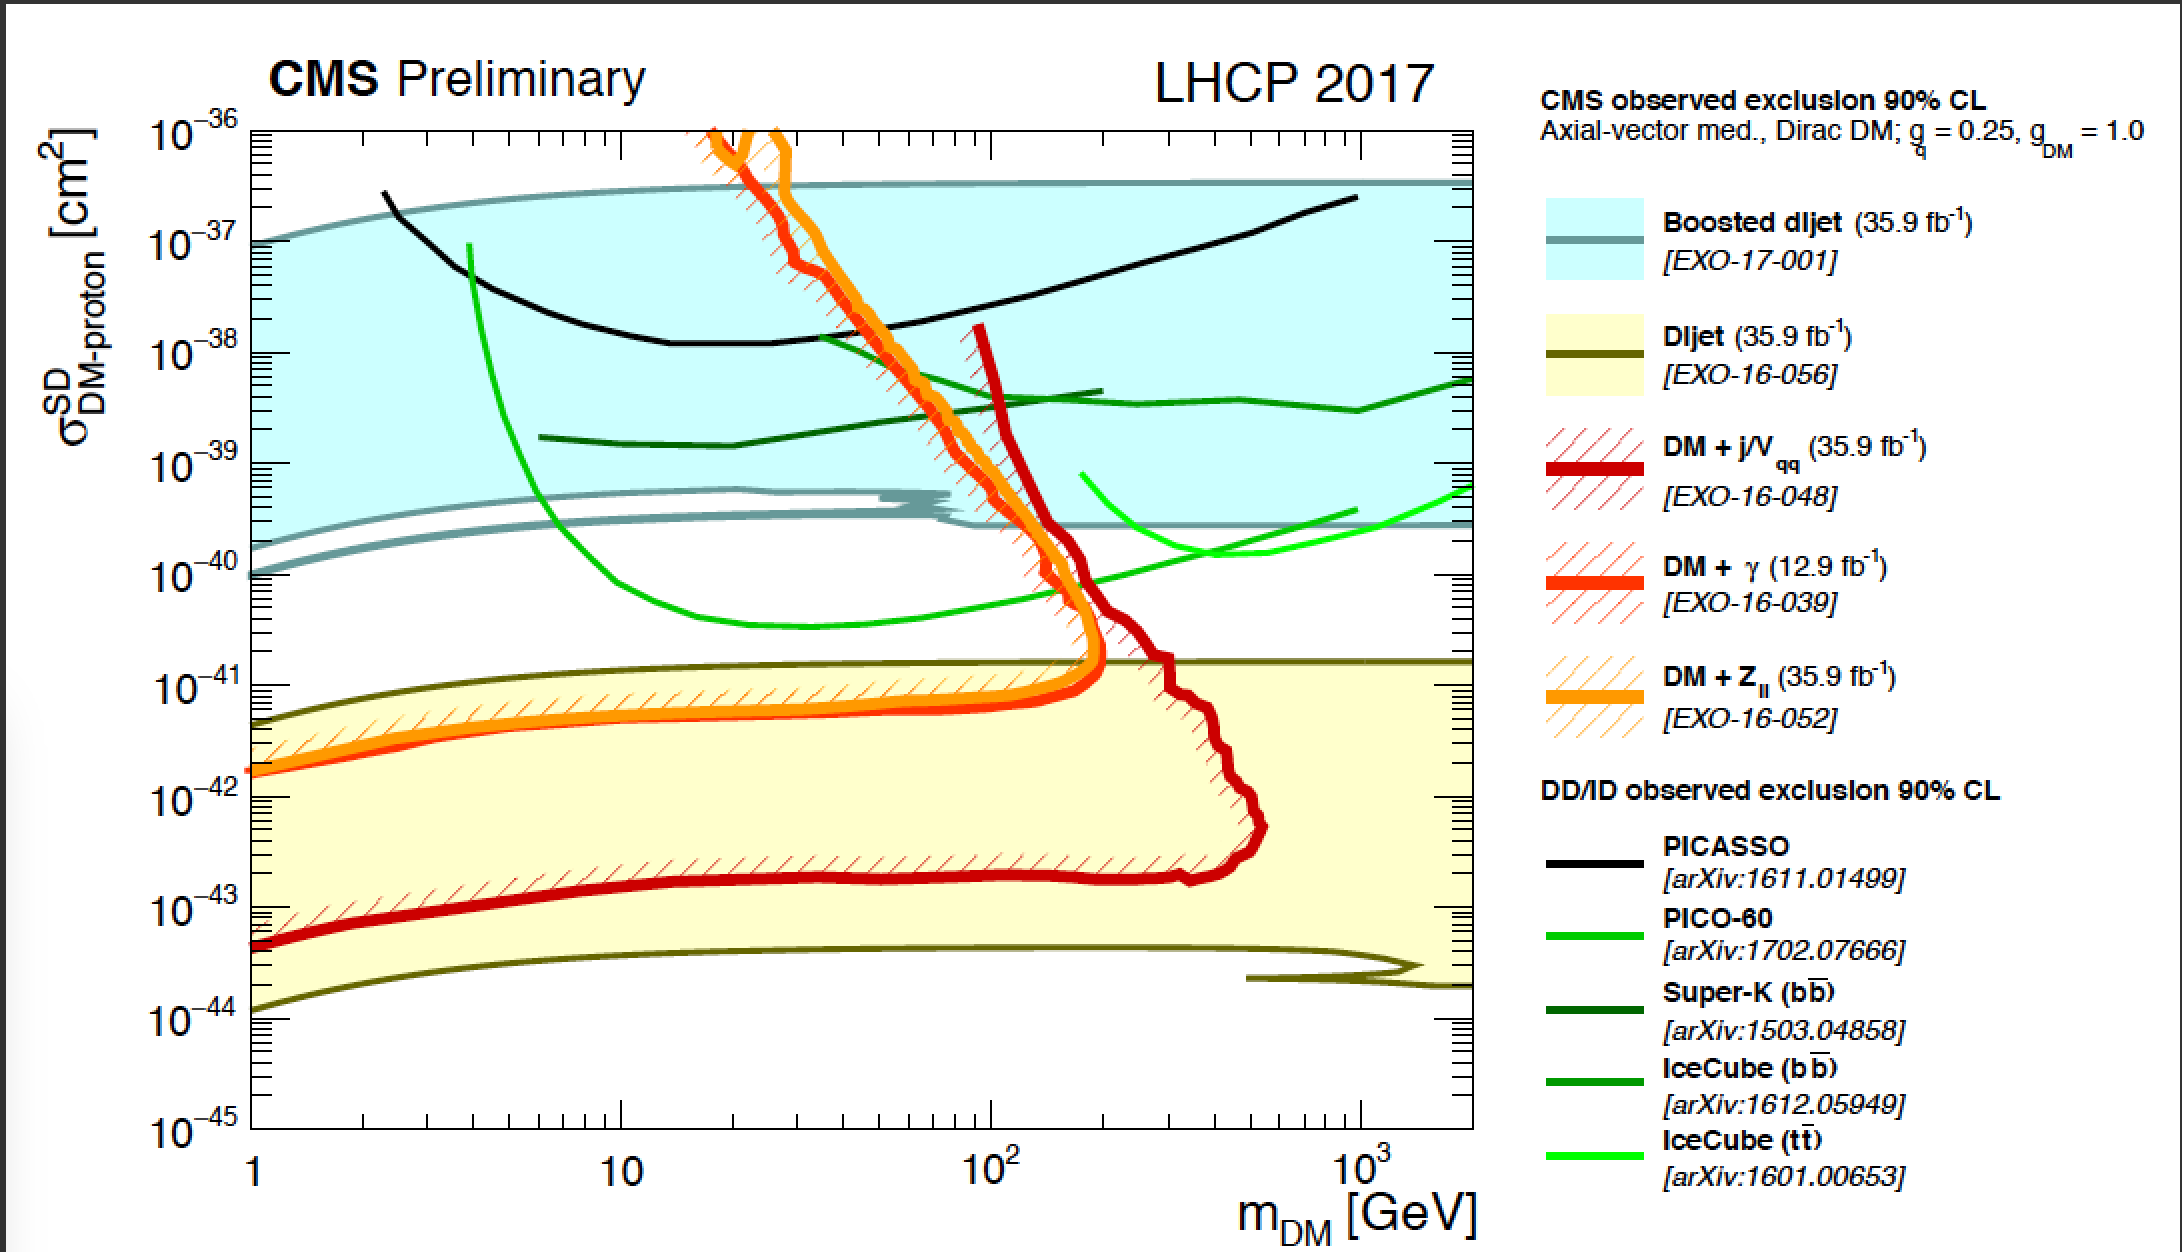 CMS Preliminary
LHCP 2017
σ^SD_DM-proton [cm²]
10⁻³⁶
10⁻³⁷
10⁻³⁸
10⁻³⁹
10⁻⁴⁰
10⁻⁴¹
10⁻⁴²
10⁻⁴³
10⁻⁴⁴
10⁻⁴⁵
1
10
10²
10³
m_DM [GeV]
CMS observed exclusion 90% CL
Axial-vector med., Dirac DM; g_q = 0.25, g_DM = 1.0
Boosted dijet (35.9 fb⁻¹)
[EXO-17-001]
Dijet (35.9 fb⁻¹)
[EXO-16-056]
DM + j/V_qq (35.9 fb⁻¹)
[EXO-16-048]
DM + γ (12.9 fb⁻¹)
[EXO-16-039]
DM + Z_ll (35.9 fb⁻¹)
[EXO-16-052]
DD/ID observed exclusion 90% CL
PICASSO
[arXiv:1611.01499]
PICO-60
[arXiv:1702.07666]
Super-K (bb̅)
[arXiv:1503.04858]
IceCube (bb̅)
[arXiv:1612.05949]
IceCube (tt̅)
[arXiv:1601.00653]